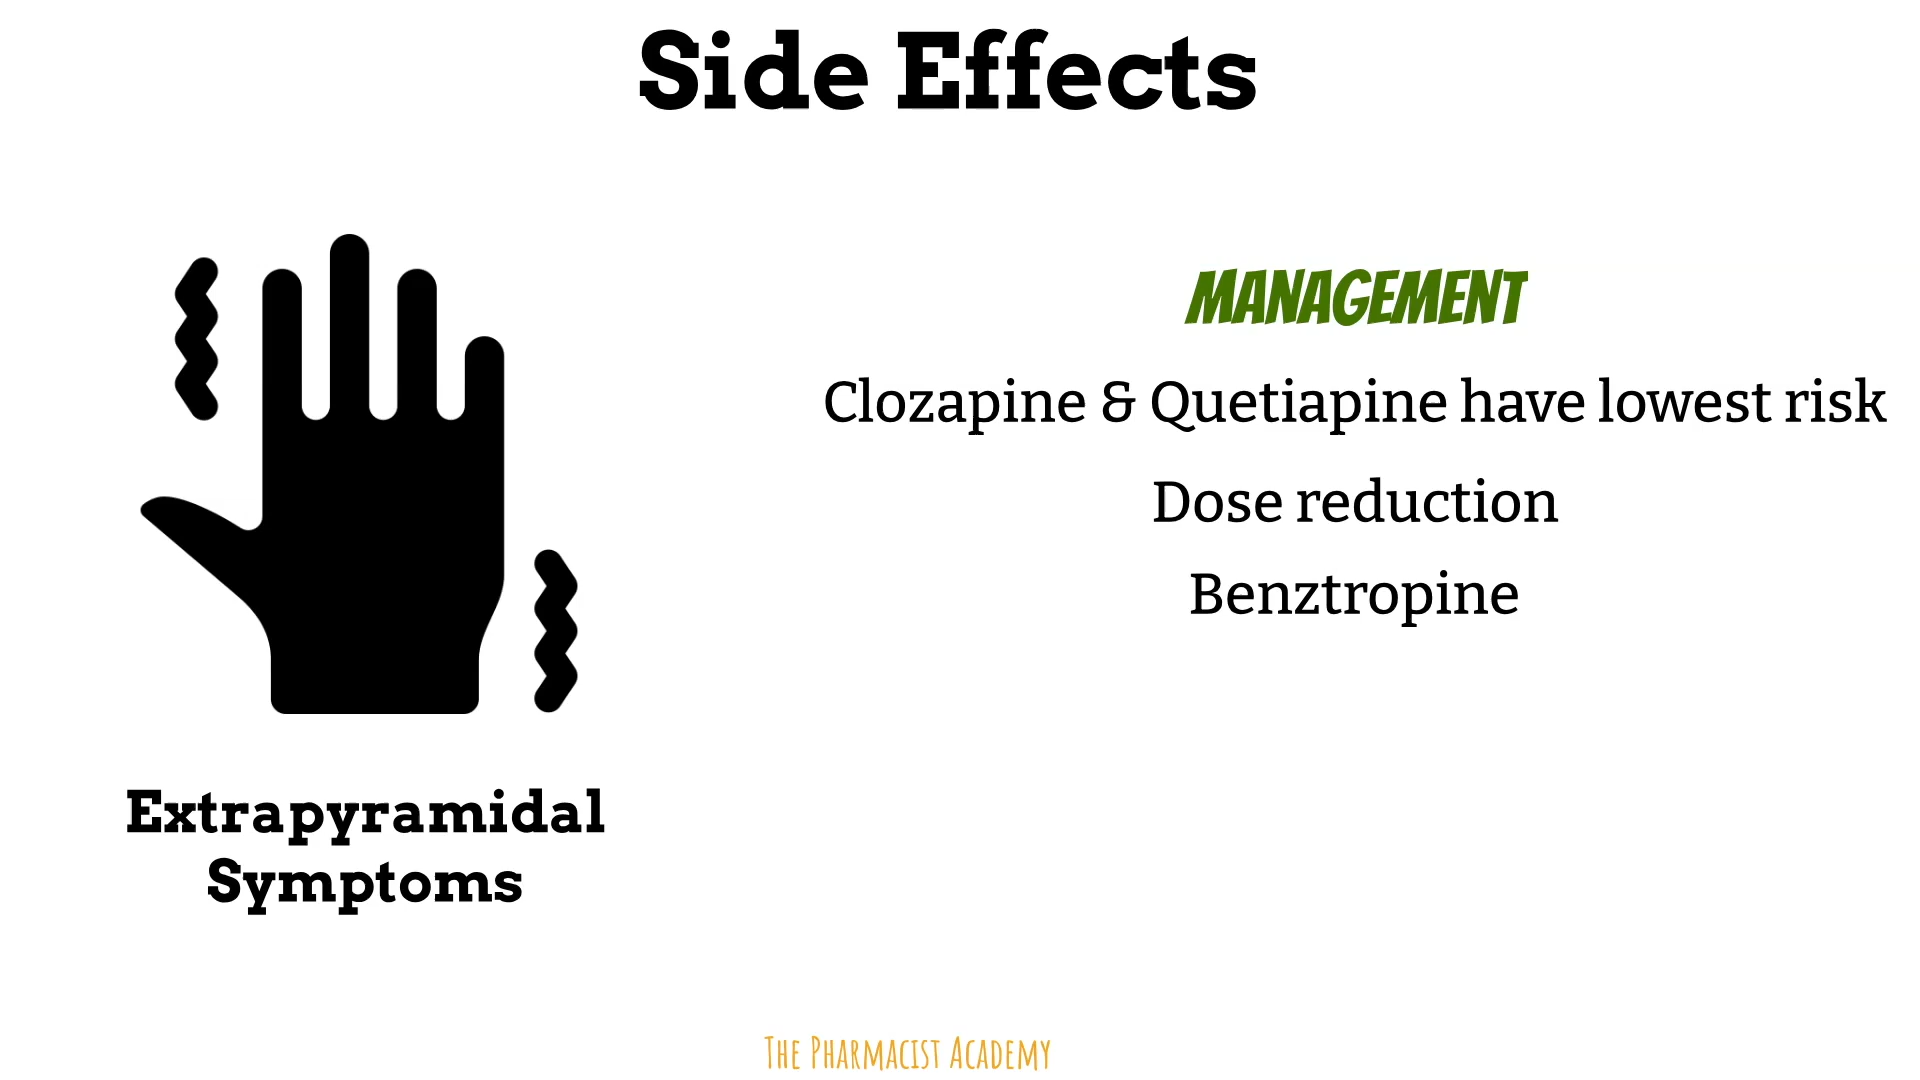 Side Effects
MANAGEMENT
Clozapine & Quetiapine have lowest risk
Dose reduction
Benztropine
Extrapyramidal
Symptoms
The Pharmacist Academy